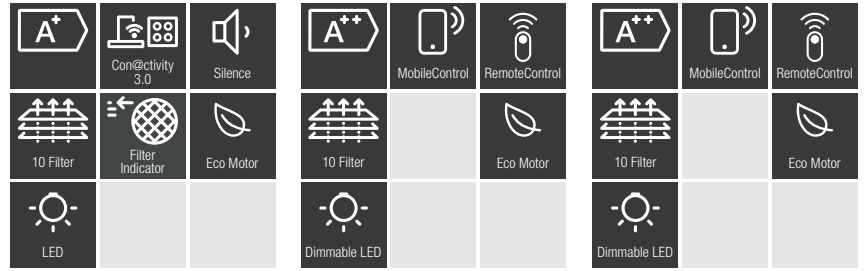 A+
Con@ctivity
3.0
Silence
10 Filter
Filter
Indicator
Eco Motor
LED
A++
MobileControl
RemoteControl
10 Filter
Eco Motor
Dimmable LED
A++
MobileControl
RemoteControl
10 Filter
Eco Motor
Dimmable LED